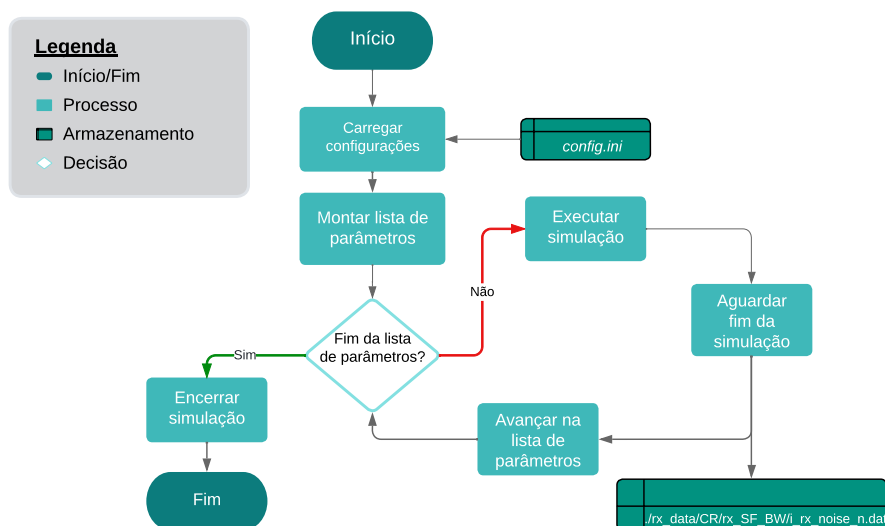 Legenda
Início/Fim
Processo
Armazenamento
Decisão
Início
Carregar
configurações
config.ini
Montar lista de
parâmetros
Executar
simulação
Não
Aguardar
fim da
simulação
Fim da lista
de parâmetros?
Sim
Encerrar
simulação
Avançar na
lista de
parâmetros
Fim
./rx_data/CR/rx_SF_BW/i_rx_noise_n.dat